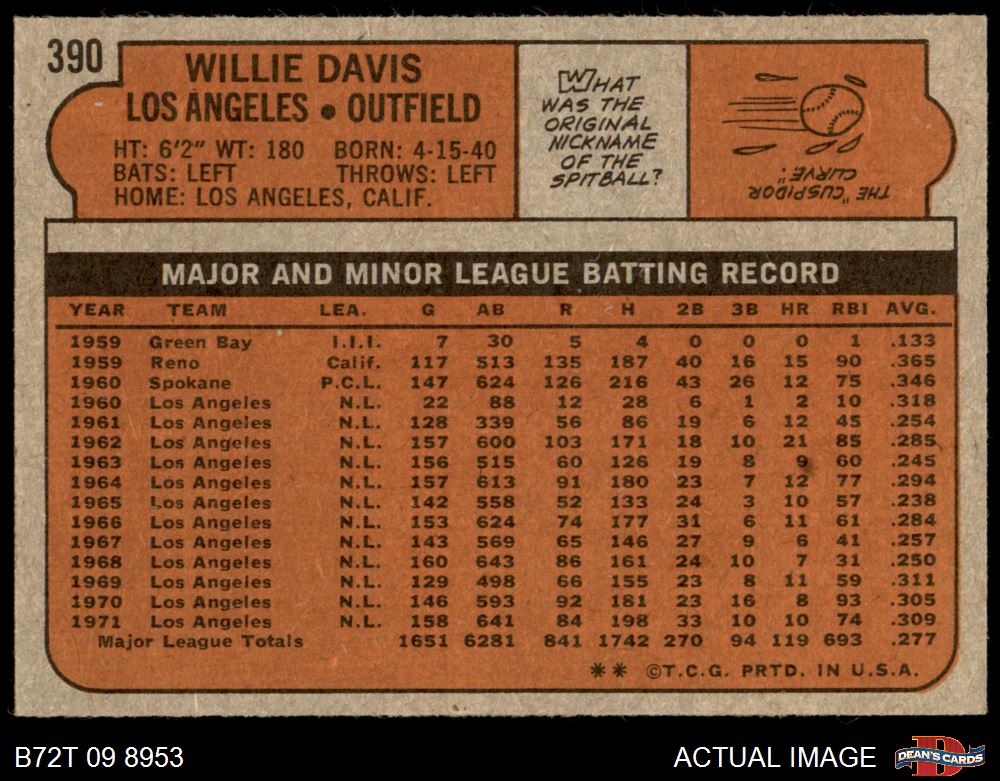 390
WILLIE DAVIS
LOS ANGELES • OUTFIELD
HT: 6'2" WT: 180 BORN: 4-15-40
BATS: LEFT THROWS: LEFT
HOME: LOS ANGELES, CALIF.
WHAT
WAS THE
ORIGINAL
NICKNAME
OF THE
SPITBALL?
THE "CUSPIDOR
CURVE".
MAJOR AND MINOR LEAGUE BATTING RECORD
YEAR TEAM LEA. G AB R H 2B 3B HR RBI AVG.
1959 Green Bay I.I.I. 7 30 5 4 0 0 0 1 .133
1959 Reno Calif. 117 513 135 187 40 16 15 90 .365
1960 Spokane P.C.L. 147 624 126 216 43 26 12 75 .346
1960 Los Angeles N.L. 22 88 12 28 6 1 2 10 .318
1961 Los Angeles N.L. 128 339 56 86 19 6 12 45 .254
1962 Los Angeles N.L. 157 600 103 171 18 10 21 85 .285
1963 Los Angeles N.L. 156 515 60 126 19 8 9 60 .245
1964 Los Angeles N.L. 157 613 91 180 23 7 12 77 .294
1965 Los Angeles N.L. 142 558 52 133 24 3 10 57 .238
1966 Los Angeles N.L. 153 624 74 177 31 6 11 61 .284
1967 Los Angeles N.L. 143 569 65 146 27 9 6 41 .257
1968 Los Angeles N.L. 160 643 86 161 24 10 7 31 .250
1969 Los Angeles N.L. 129 498 66 155 23 8 11 59 .311
1970 Los Angeles N.L. 146 593 92 181 23 16 8 93 .305
1971 Los Angeles N.L. 158 641 84 198 33 10 10 74 .309
Major League Totals 1651 6281 841 1742 270 94 119 693 .277
** ©T.C.G. PRTD. IN U.S.A.
B72T 09 8953 ACTUAL IMAGE
D
DEAN'S CARDS